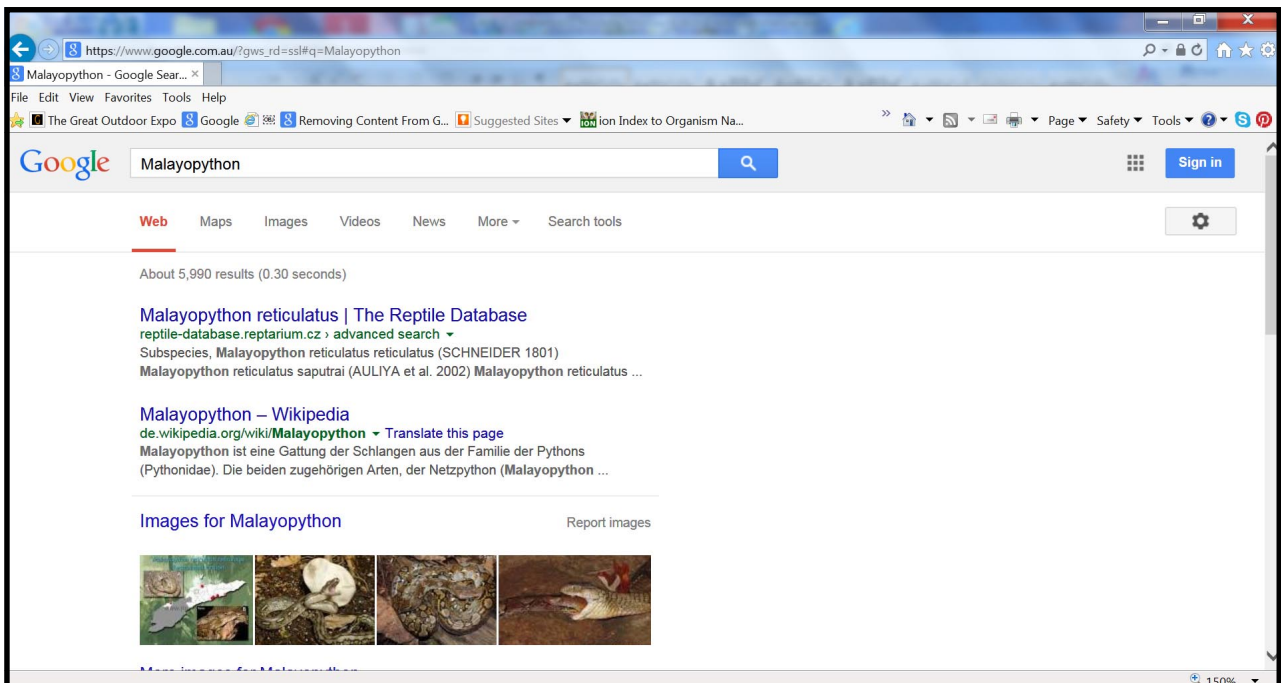 https://www.google.com.au/?gws_rd=ssl#q=Malayopython
Malayopython - Google Sear...
File Edit View Favorites Tools Help
The Great Outdoor Expo Google Removing Content From G... Suggested Sites ion Index to Organism Na... » Page Safety Tools
Google Malayopython Sign in
Web Maps Images Videos News More Search tools
About 5,990 results (0.30 seconds)
Malayopython reticulatus | The Reptile Database
reptile-database.reptarium.cz › advanced search
Subspecies, Malayopython reticulatus reticulatus (SCHNEIDER 1801)
Malayopython reticulatus saputrai (AULIYA et al. 2002) Malayopython reticulatus ...
Malayopython – Wikipedia
de.wikipedia.org/wiki/Malayopython Translate this page
Malayopython ist eine Gattung der Schlangen aus der Familie der Pythons
(Pythonidae). Die beiden zugehörigen Arten, der Netzpython (Malayopython ...
Images for Malayopython Report images
More images for Malayopython
150%